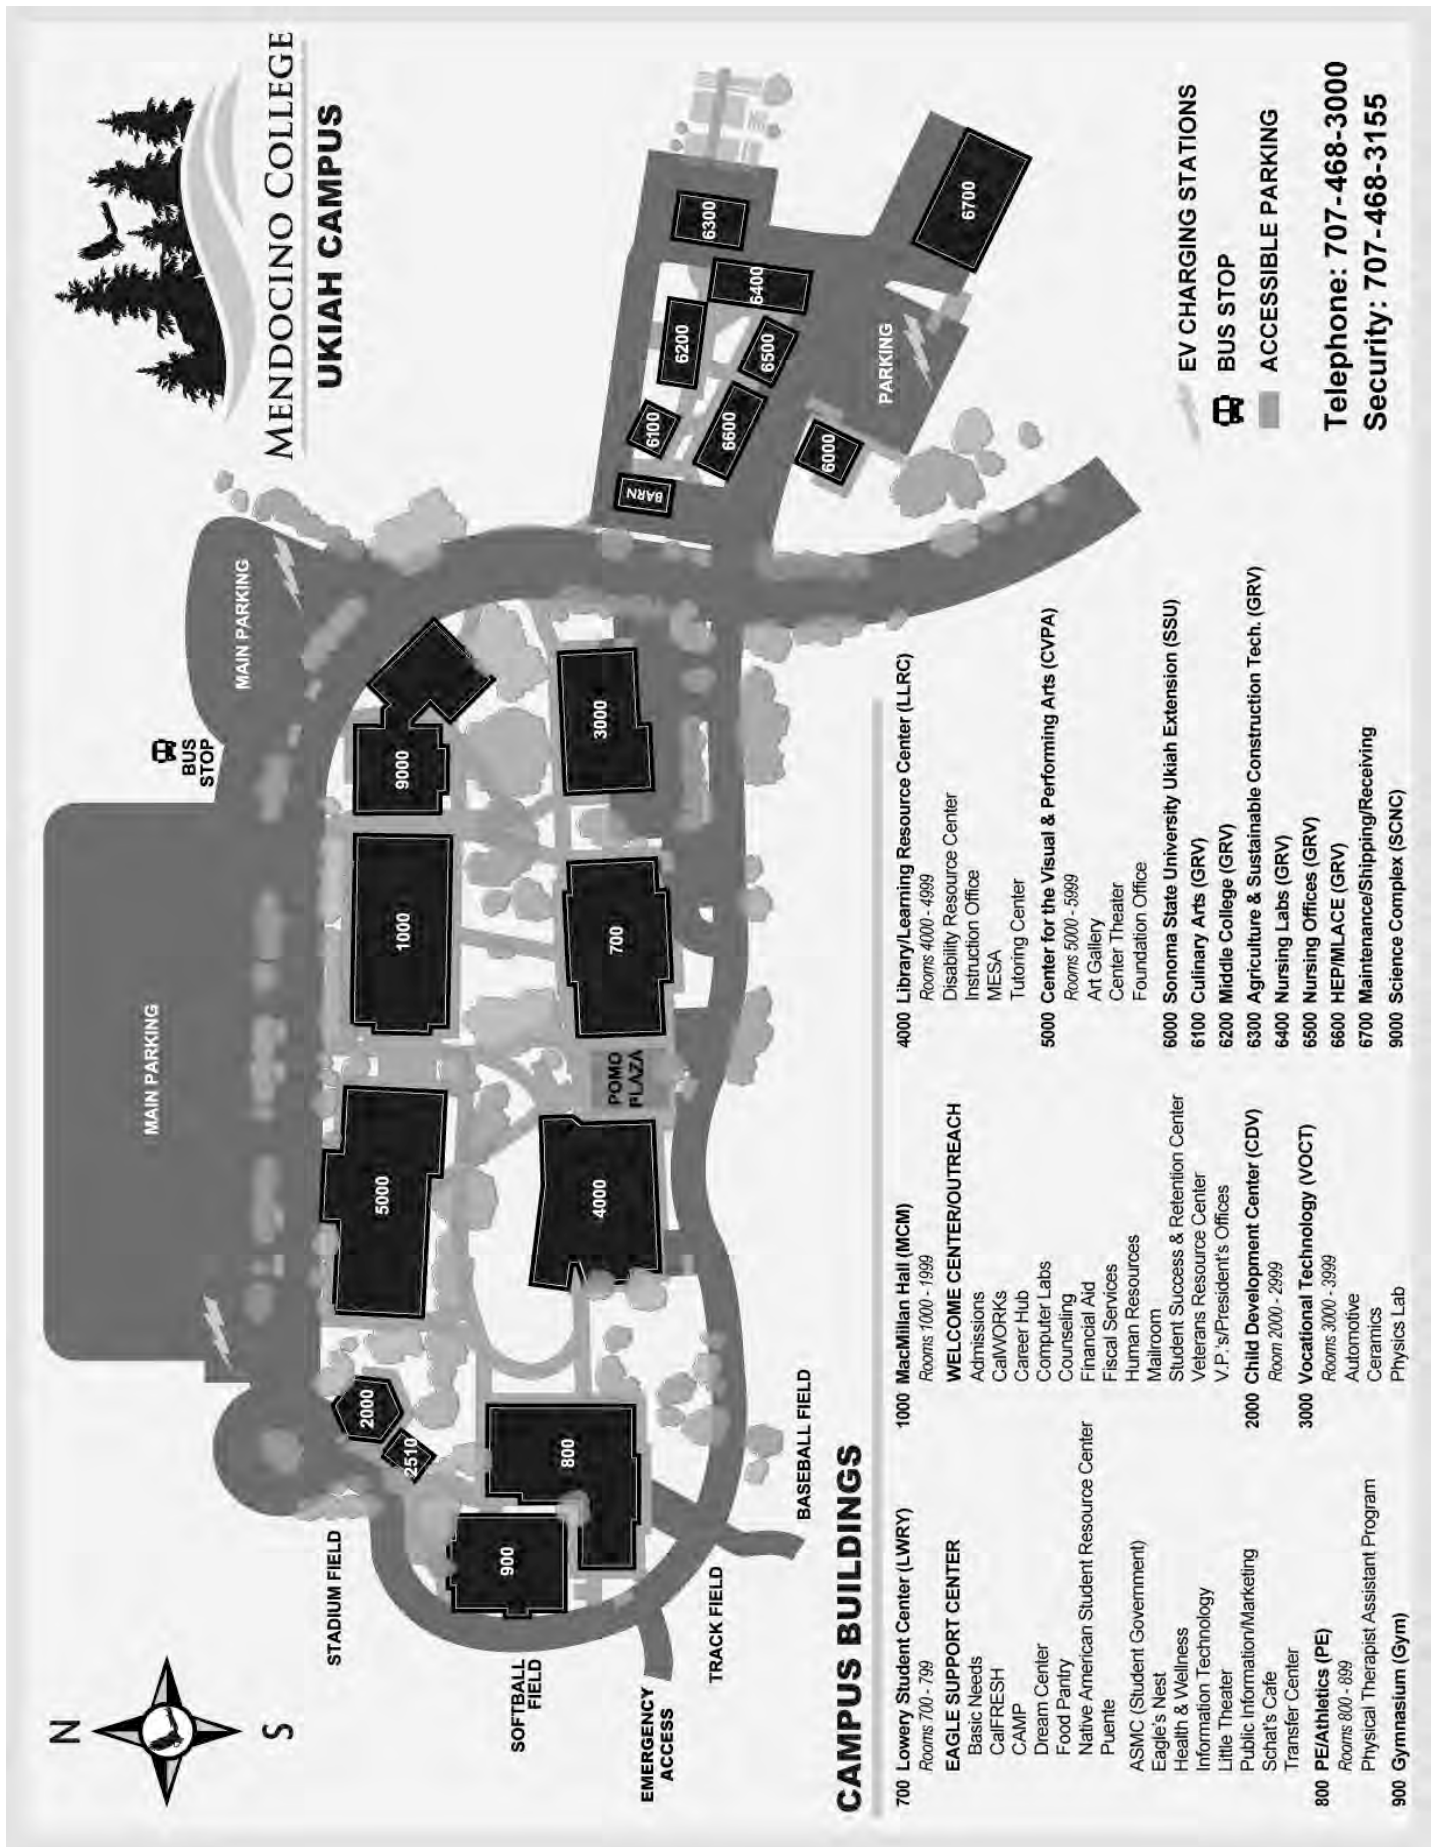 MENDOCINO COLLEGE
UKIAH CAMPUS
N
S
MAIN PARKING
MAIN PARKING
BUS
STOP
STADIUM FIELD
SOFTBALL
FIELD
EMERGENCY
ACCESS
TRACK FIELD
BASEBALL FIELD
2000
2510
900
800
5000
4000
POMO
PLAZA
1000
700
9000
3000
BARN
6100
6200
6300
6400
6500
6600
6000
PARKING
6700
EV CHARGING STATIONS
BUS STOP
ACCESSIBLE PARKING
Telephone: 707-468-3000
Security: 707-468-3155
CAMPUS BUILDINGS
700 Lowery Student Center (LWRY)
Rooms 700 - 799
EAGLE SUPPORT CENTER
Basic Needs
CalFRESH
CAMP
Dream Center
Food Pantry
Native American Student Resource Center
Puente
ASMC (Student Government)
Eagle's Nest
Health & Wellness
Information Technology
Little Theater
Public Information/Marketing
Schat's Cafe
Transfer Center
800 PE/Athletics (PE)
Rooms 800 - 899
Physical Therapist Assistant Program
900 Gymnasium (Gym)
1000 MacMillan Hall (MCM)
Rooms 1000 - 1999
WELCOME CENTER/OUTREACH
Admissions
CalWORKs
Career Hub
Computer Labs
Counseling
Financial Aid
Fiscal Services
Human Resources
Mailroom
Student Success & Retention Center
Veterans Resource Center
V.P.'s/President's Offices
2000 Child Development Center (CDV)
Room 2000 - 2999
3000 Vocational Technology (VOCT)
Rooms 3000 - 3999
Automotive
Ceramics
Physics Lab
4000 Library/Learning Resource Center (LLRC)
Rooms 4000 - 4999
Disability Resource Center
Instruction Office
MESA
Tutoring Center
5000 Center for the Visual & Performing Arts (CVPA)
Rooms 5000 - 5999
Art Gallery
Center Theater
Foundation Office
6000 Sonoma State University Ukiah Extension (SSU)
6100 Culinary Arts (GRV)
6200 Middle College (GRV)
6300 Agriculture & Sustainable Construction Tech. (GRV)
6400 Nursing Labs (GRV)
6500 Nursing Offices (GRV)
6600 HEP/MLACE (GRV)
6700 Maintenance/Shipping/Receiving
9000 Science Complex (SCNC)